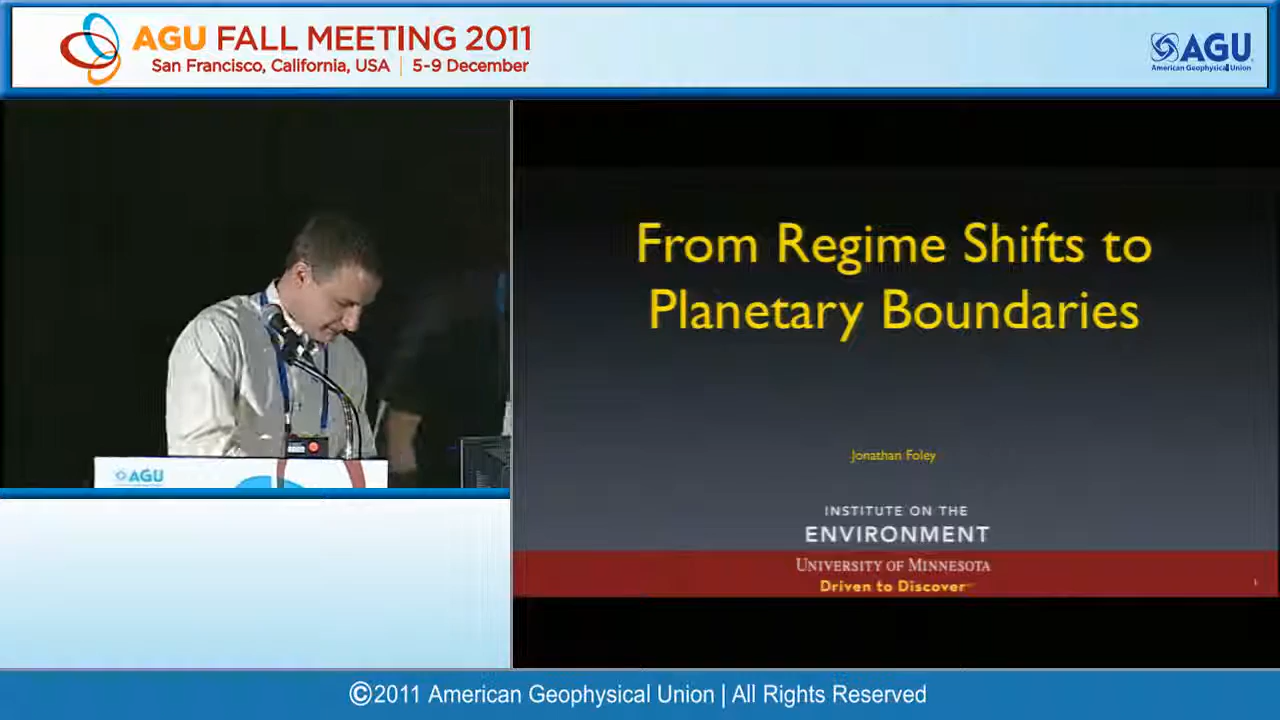 AGU FALL MEETING 2011
San Francisco, California, USA | 5-9 December
AGU
American Geophysical Union
From Regime Shifts to
Planetary Boundaries
Jonathan Foley
INSTITUTE ON THE
ENVIRONMENT
UNIVERSITY OF MINNESOTA
Driven to Discover
1
AGU
©2011 American Geophysical Union | All Rights Reserved